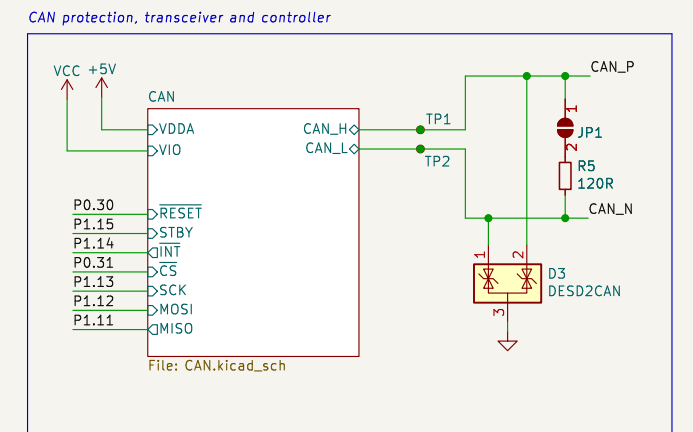 CAN protection, transceiver and controller
VCC
+5V
CAN
VDDA
VIO
CAN_H
CAN_L
TP1
TP2
CAN_P
1
JP1
2
R5
120R
CAN_N
P0.30
RESET
P1.15
STBY
P1.14
INT
P0.31
CS
P1.13
SCK
P1.12
MOSI
P1.11
MISO
1
2
D3
DESD2CAN
3
File: CAN.kicad_sch